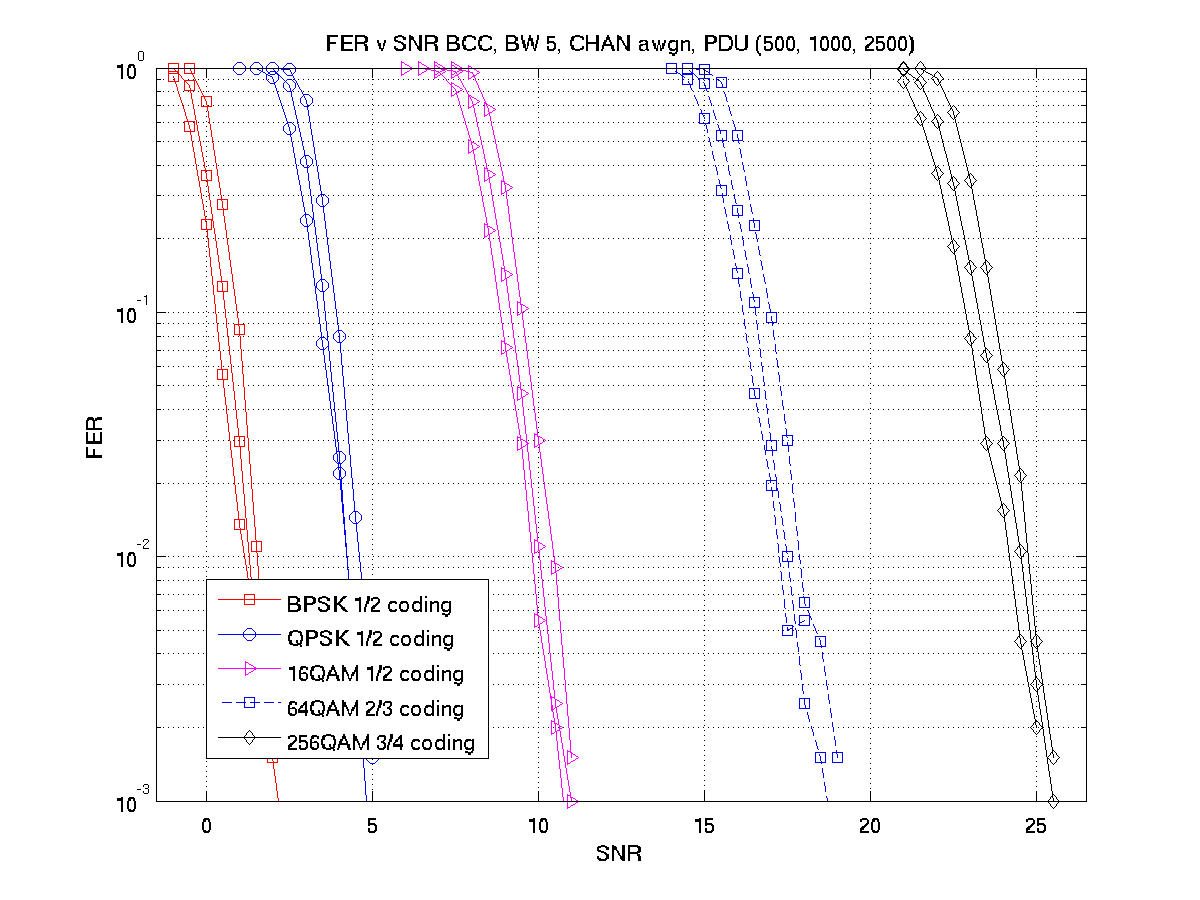 FER v SNR BCC, BW 5, CHAN awgn, PDU (500, 1000, 2500)
10^0
10^-1
10^-2
10^-3
FER
BPSK 1/2 coding
QPSK 1/2 coding
16QAM 1/2 coding
64QAM 2/3 coding
256QAM 3/4 coding
0 5 10 15 20 25
SNR